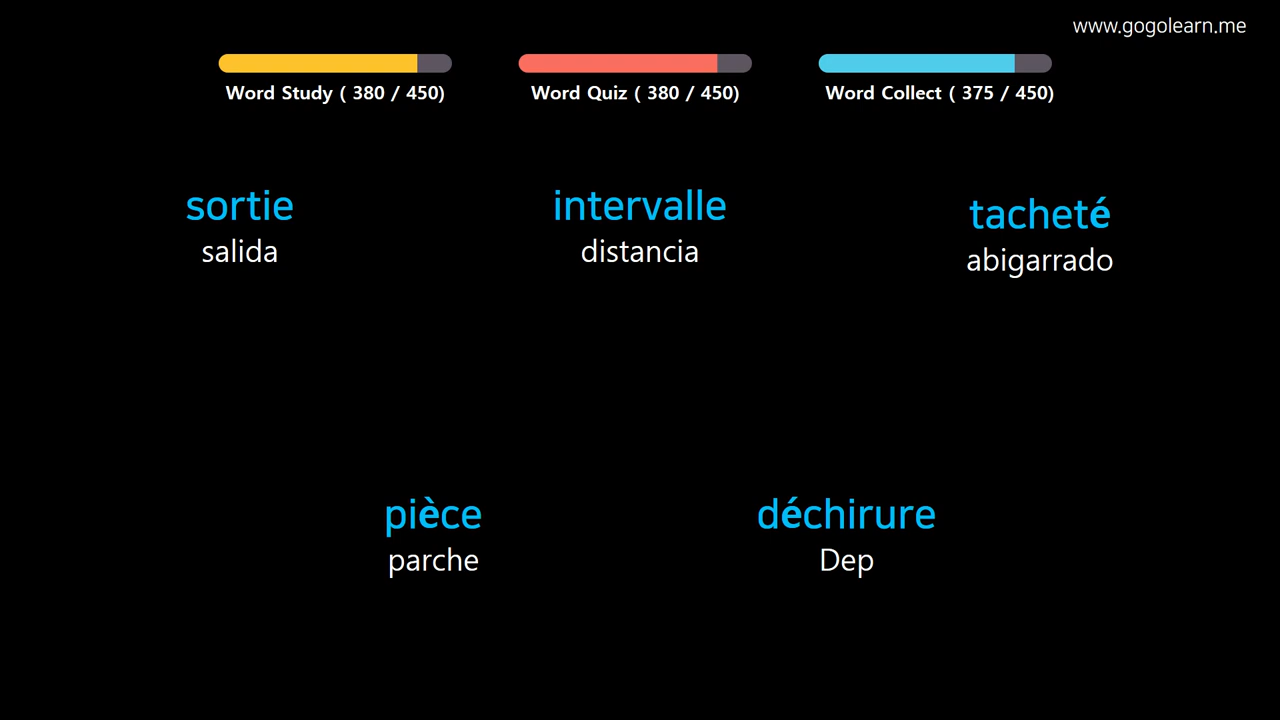 www.gogolearn.me
Word Study ( 380 / 450)
Word Quiz ( 380 / 450)
Word Collect ( 375 / 450)
sortie
salida
intervalle
distancia
tacheté
abigarrado
pièce
parche
déchirure
Dep